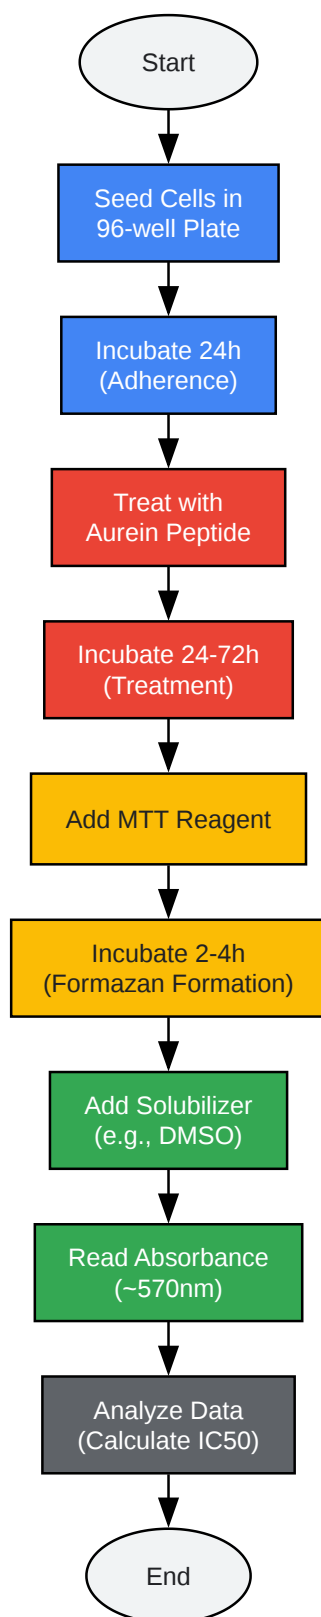 Start
Seed Cells in
96-well Plate
Incubate 24h
(Adherence)
Treat with
Aurein Peptide
Incubate 24-72h
(Treatment)
Add MTT Reagent
Incubate 2-4h
(Formazan Formation)
Add Solubilizer
(e.g., DMSO)
Read Absorbance
(~570nm)
Analyze Data
(Calculate IC50)
End